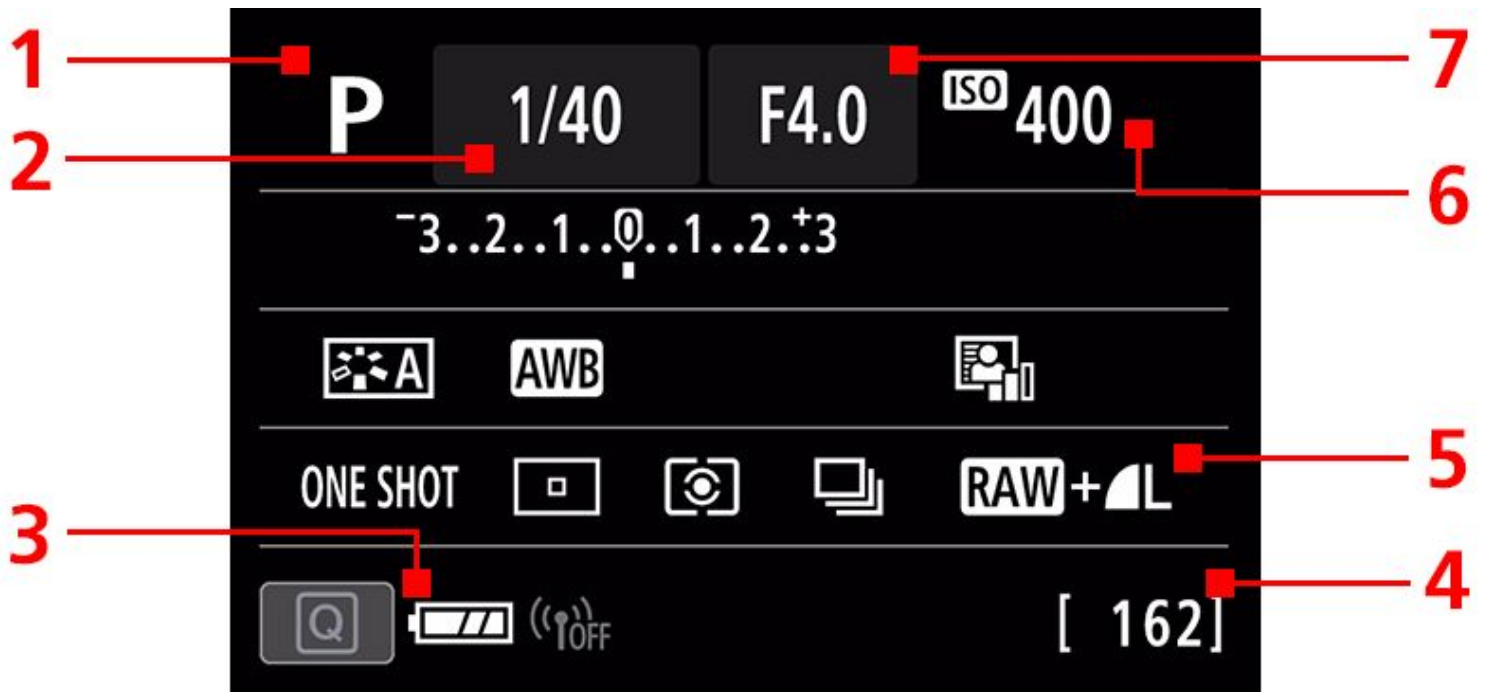 1 P 1/40 F4.0 ISO 400 7
2 6
-3..2..1..0..1..2..+3
A AWB
ONE SHOT RAW+L 5
3 4
Q OFF [ 162]